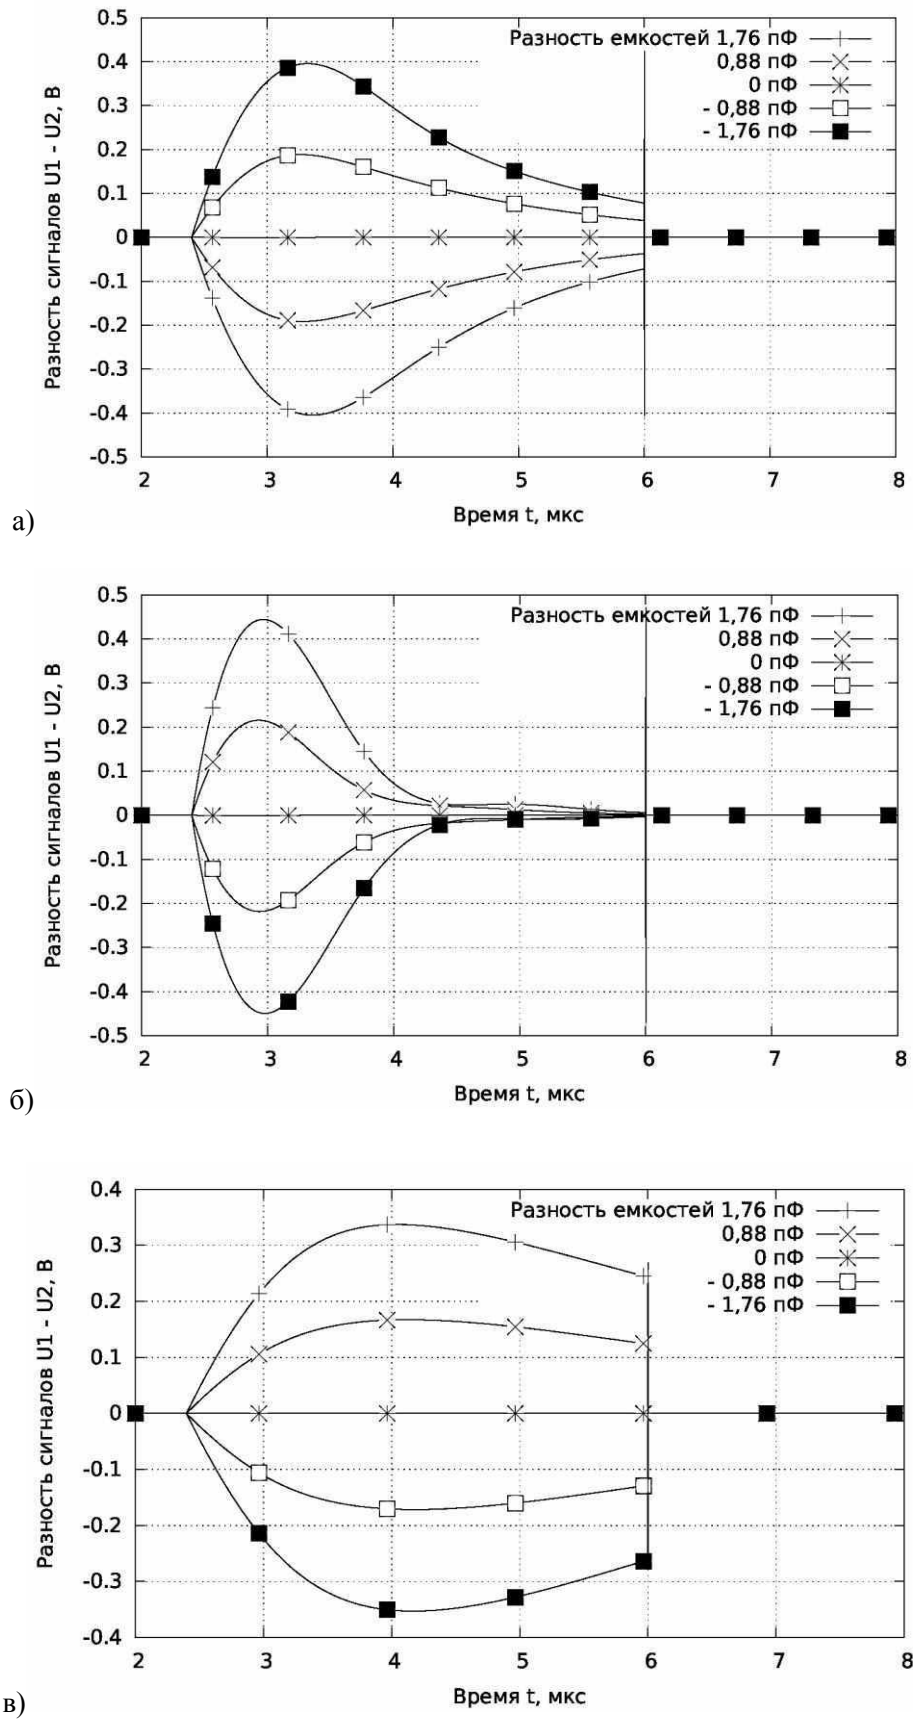 0.5
Разность емкостей 1,76 пФ
0.4
0,88 пФ
0 пФ
0.3
- 0,88 пФ
- 1,76 пФ
0.2
0.1
0
-0.1
-0.2
-0.3
-0.4
-0.5
Разность сигналов U1 - U2, В
2 3 4 5 6 7 8
Время t, мкс
а)
0.5
Разность емкостей 1,76 пФ
0.4
0,88 пФ
0 пФ
0.3
- 0,88 пФ
- 1,76 пФ
0.2
0.1
0
-0.1
-0.2
-0.3
-0.4
-0.5
Разность сигналов U1 - U2, В
2 3 4 5 6 7 8
Время t, мкс
б)
0.4
Разность емкостей 1,76 пФ
0,88 пФ
0.3
0 пФ
- 0,88 пФ
0.2
- 1,76 пФ
0.1
0
-0.1
-0.2
-0.3
-0.4
Разность сигналов U1 - U2, В
2 3 4 5 6 7 8
Время t, мкс
в)